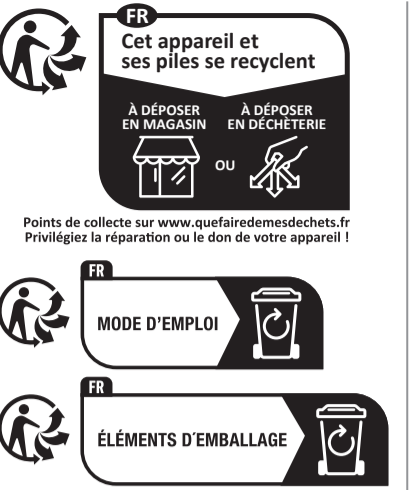 FR
Cet appareil et
ses piles se recyclent
À DÉPOSER
EN MAGASIN
OU
À DÉPOSER
EN DÉCHÈTERIE
Points de collecte sur www.quefairedemesdechets.fr
Privilégiez la réparation ou le don de votre appareil !
FR
MODE D’EMPLOI
FR
ÉLÉMENTS D´EMBALLAGE